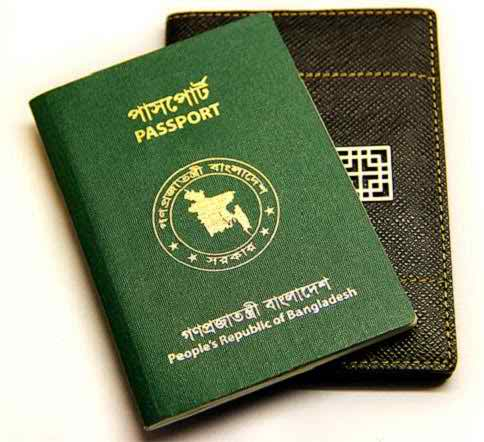 পাসপোর্ট
PASSPORT
গণপ্রজাতন্ত্রী বাংলাদেশ
সরকার
গণপ্রজাতন্ত্রী বাংলাদেশ
People's Republic of Bangladesh